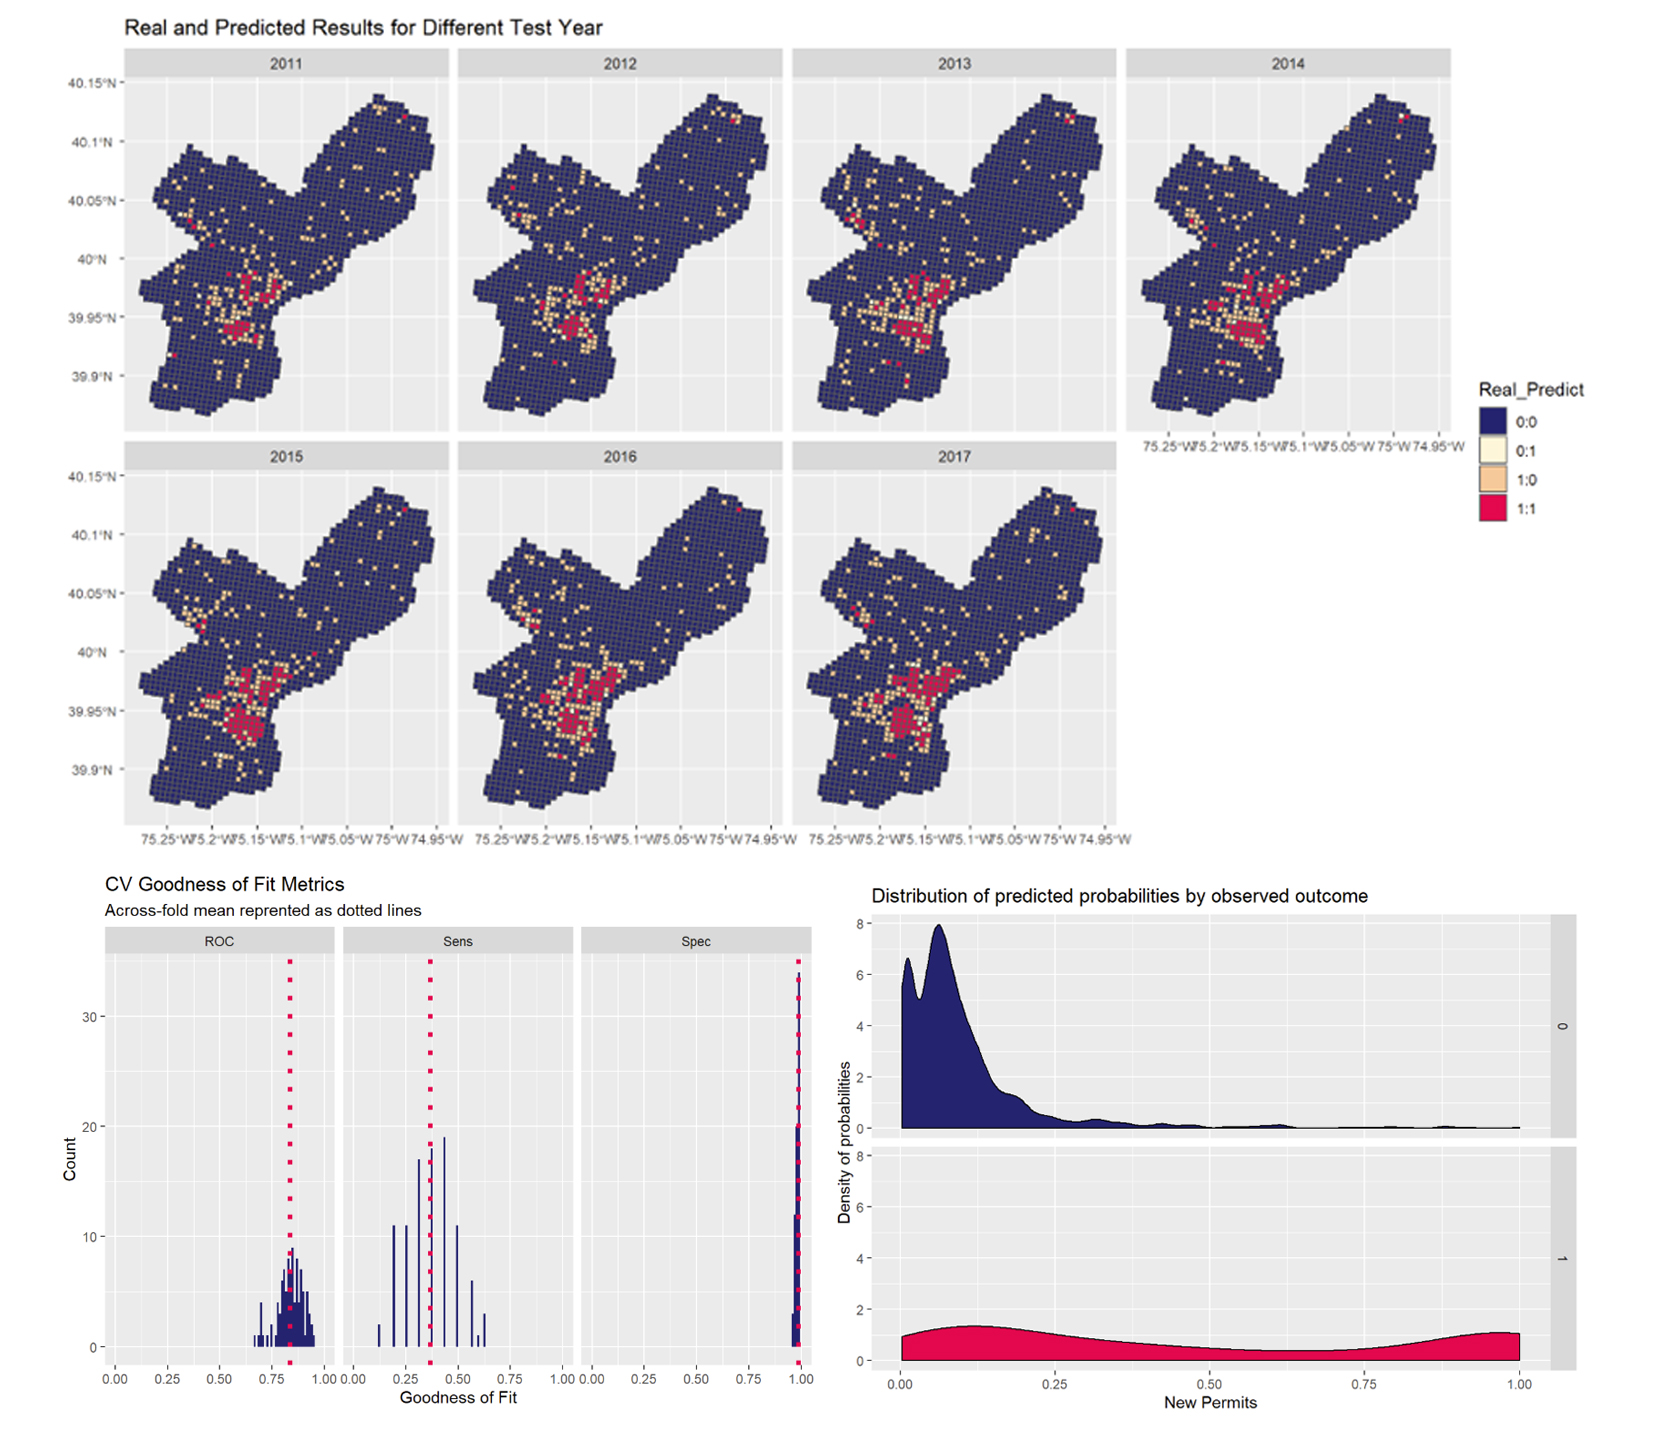 Real and Predicted Results for Different Test Year
2011
2012
2013
2014
40.15°N
40.1°N
40.05°N
40°N
39.95°N
39.9°N
75.25°W75.2°W75.15°W75.1°W75.05°W 75°W 74.95°W
Real_Predict
0:0
0:1
1:0
1:1
2015
2016
2017
40.15°N
40.1°N
40.05°N
40°N
39.95°N
39.9°N
75.25°W75.2°W75.15°W75.1°W75.05°W75°W74.95°W
75.25°W75.2°W75.15°W75.1°W75.05°W75°W74.95°W
75.25°W75.2°W75.15°W75.1°W75.05°W75°W74.95°W
CV Goodness of Fit Metrics
Across-fold mean reprented as dotted lines
ROC
Sens
Spec
Count
30
20
10
0
0.00 0.25 0.50 0.75 1.00
0.00 0.25 0.50 0.75 1.00
0.00 0.25 0.50 0.75 1.00
Goodness of Fit
Distribution of predicted probabilities by observed outcome
Density of probabilities
8
6
4
2
0
0
8
6
4
2
0
1
0.00 0.25 0.50 0.75 1.00
New Permits